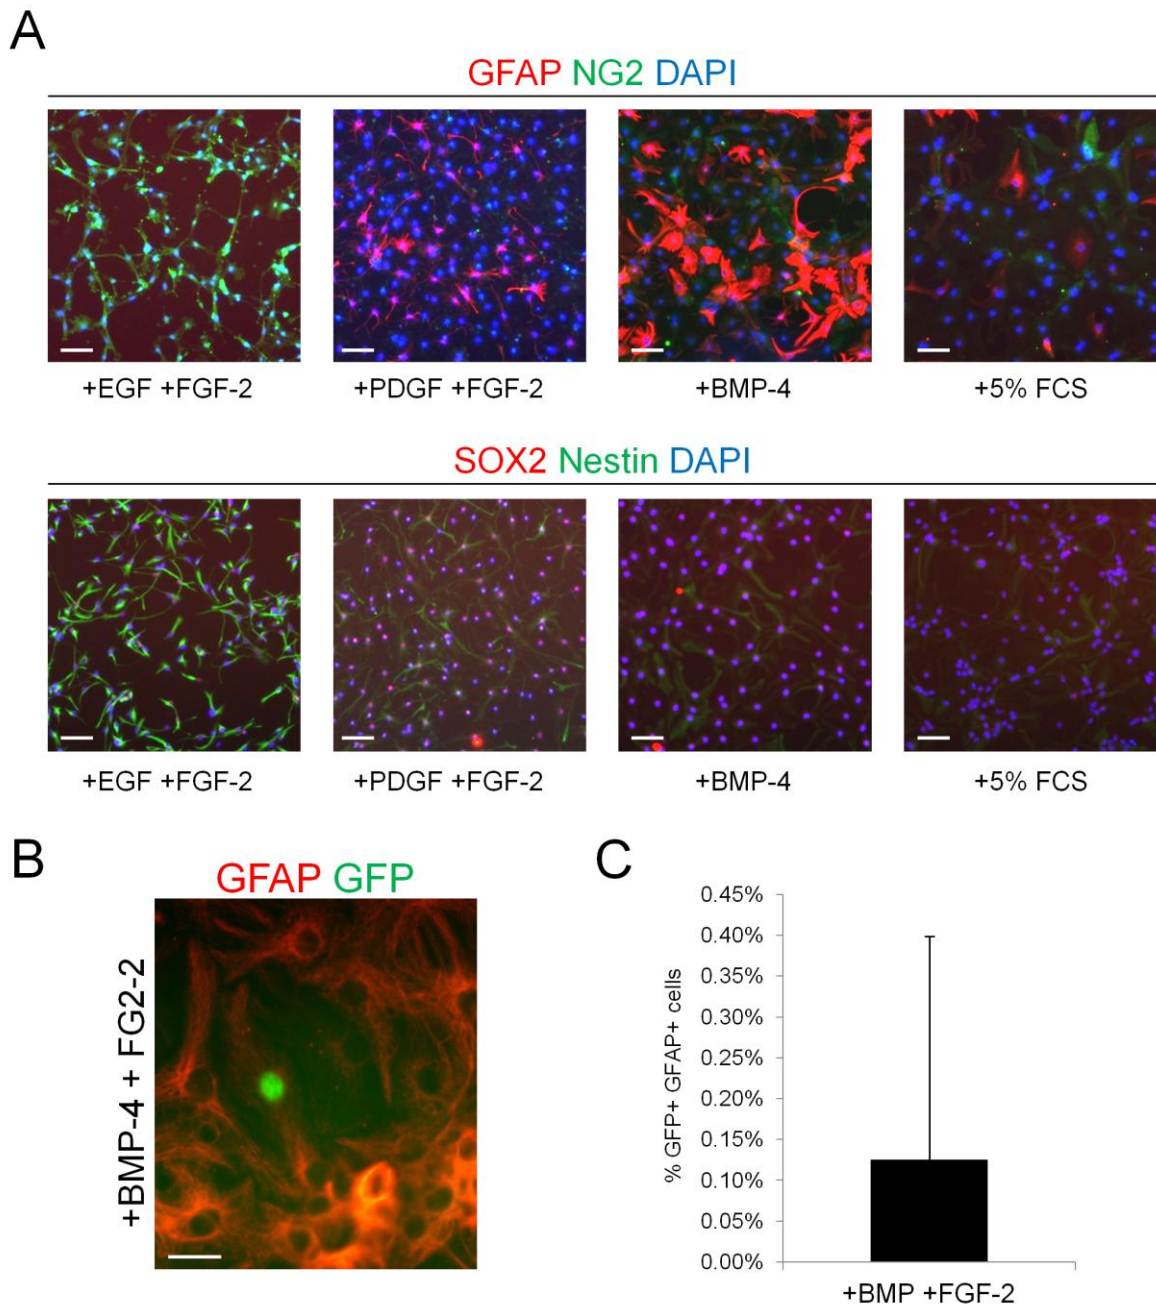 A
GFAP NG2 DAPI
+EGF +FGF-2
+PDGF +FGF-2
+BMP-4
+5% FCS
SOX2 Nestin DAPI
+EGF +FGF-2
+PDGF +FGF-2
+BMP-4
+5% FCS
B
GFAP GFP
+BMP-4 + FG2-2
C
% GFP+ GFAP+ cells
0.45%
0.40%
0.35%
0.30%
0.25%
0.20%
0.15%
0.10%
0.05%
0.00%
+BMP +FGF-2